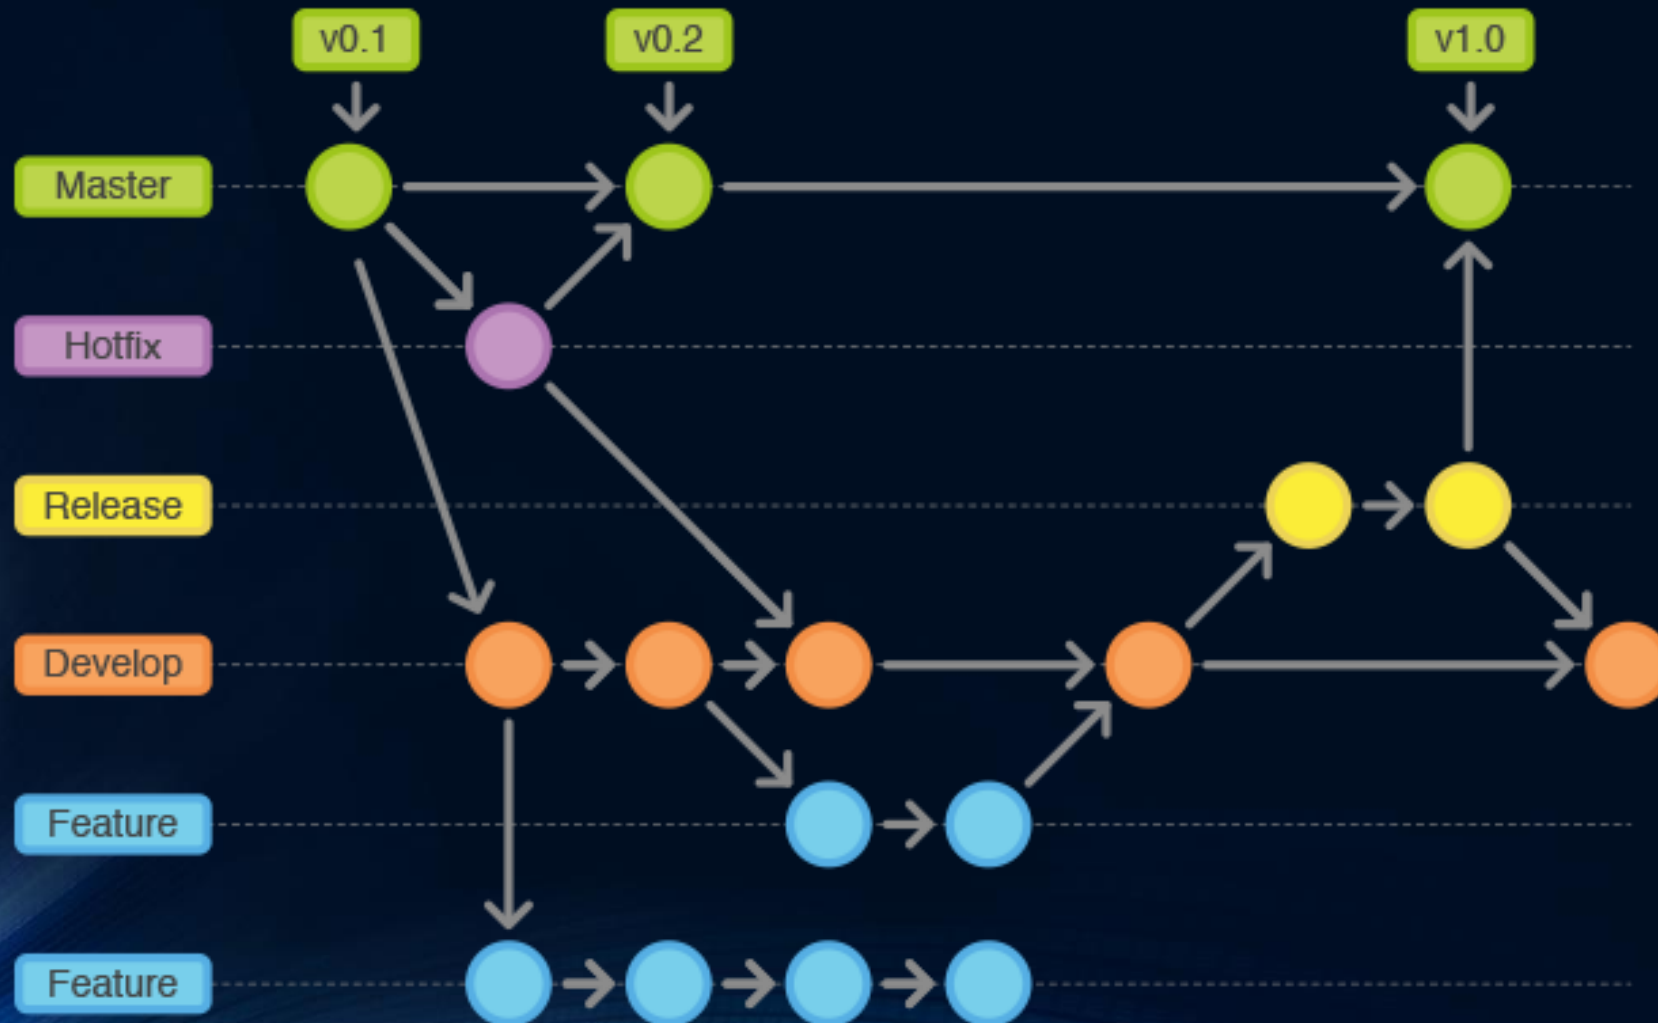 v0.1
v0.2
v1.0
Master
Hotfix
Release
Develop
Feature
Feature